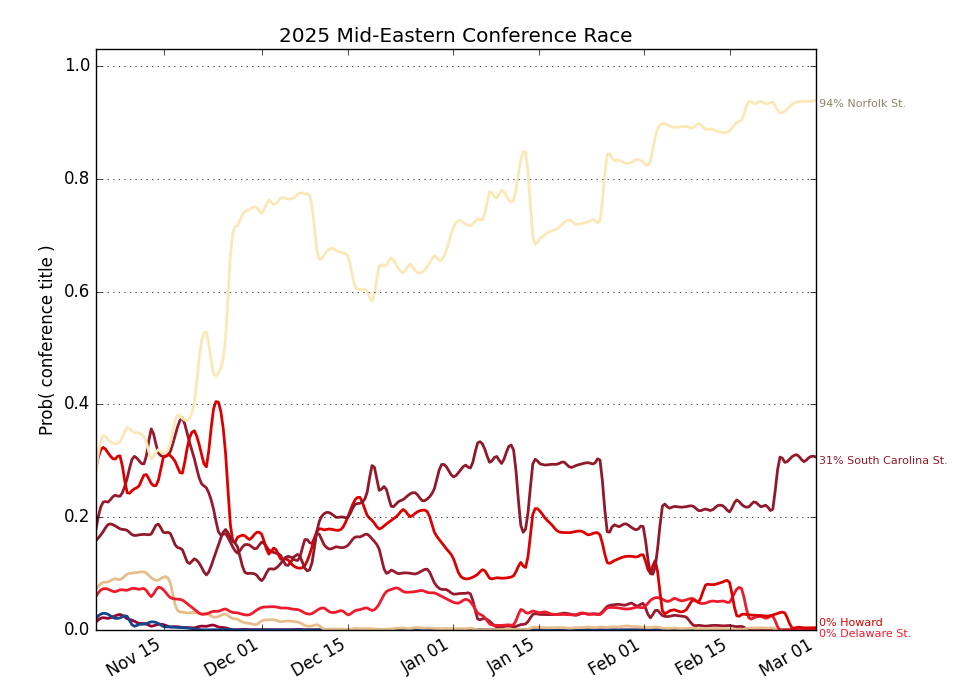 2025 Mid-Eastern Conference Race
Prob( conference title )
1.0
0.8
0.6
0.4
0.2
0.0
94% Norfolk St.
31% South Carolina St.
0% Howard
0% Delaware St.
Nov 15
Dec 01
Dec 15
Jan 01
Jan 15
Feb 01
Feb 15
Mar 01